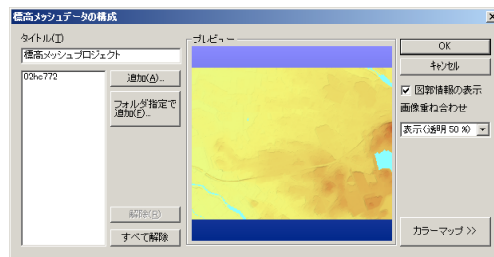 標高メッシュデータの構成
タイトル(T)
標高メッシュプロジェクト
02hc772
追加(A)...
フォルダ指定で
追加(F)...
解除(R)
すべて解除
プレビュー
OK
キャンセル
図郭情報の表示
画像重ね合わせ
表示(透明 50 %)
カラーマップ >>